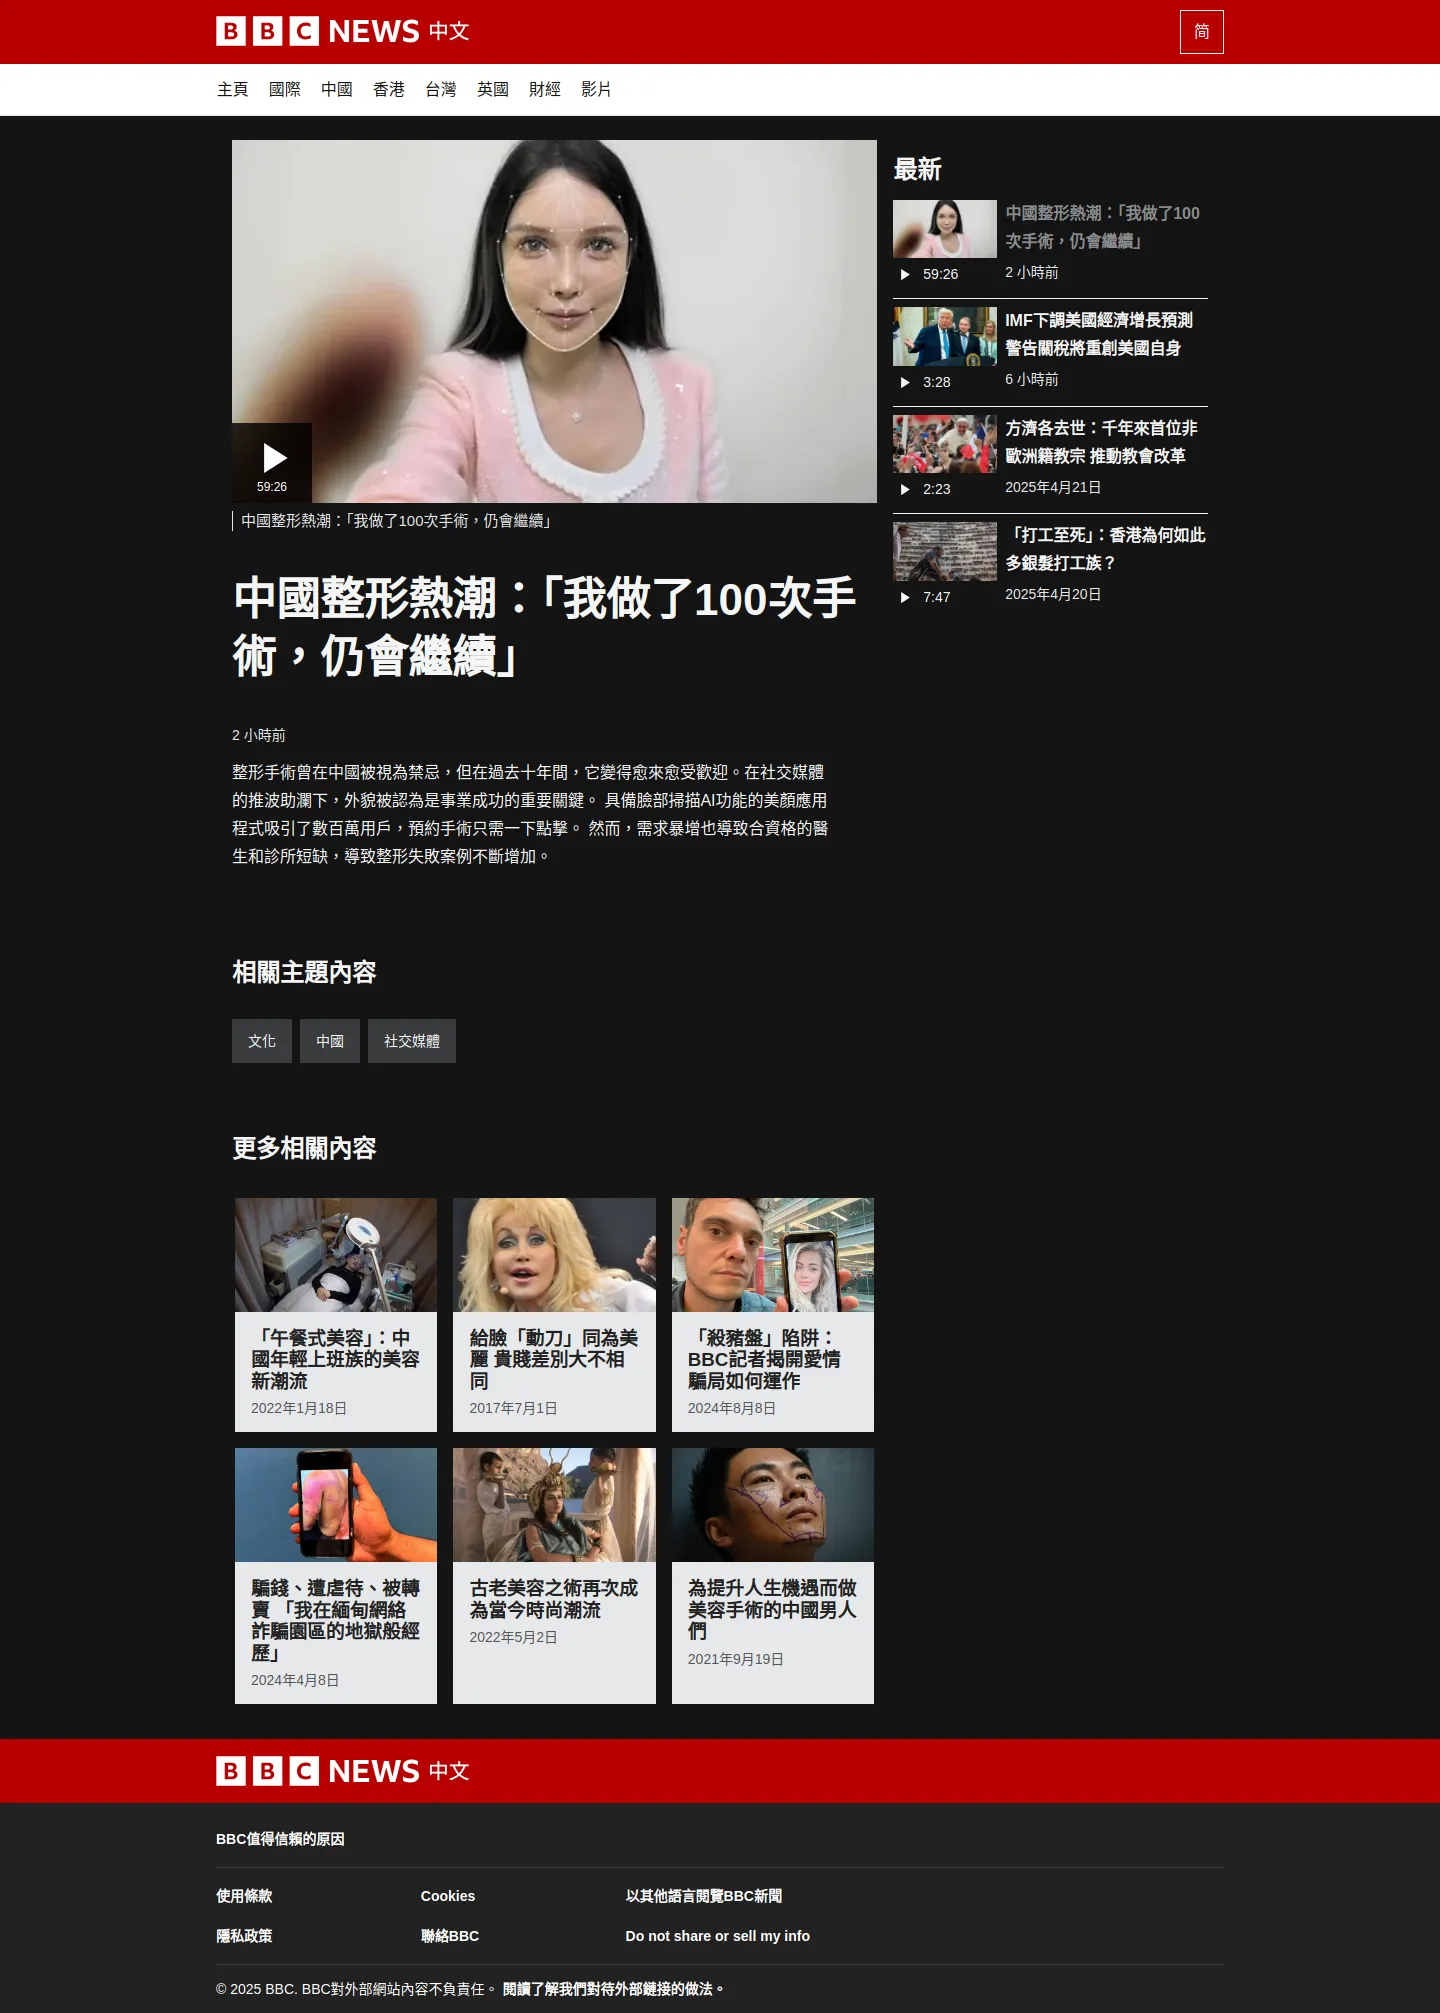 BBC NEWS 中文
简
主頁 國際 中國 香港 台灣 英國 財經 影片
59:26
中國整形熱潮：「我做了100次手術，仍會繼續」
中國整形熱潮：「我做了100次手
術，仍會繼續」
2 小時前
整形手術曾在中國被視為禁忌，但在過去十年間，它變得愈來愈受歡迎。在社交媒體
的推波助瀾下，外貌被認為是事業成功的重要關鍵。 具備臉部掃描AI功能的美顏應用
程式吸引了數百萬用戶，預約手術只需一下點擊。 然而，需求暴增也導致合資格的醫
生和診所短缺，導致整形失敗案例不斷增加。
最新
中國整形熱潮：「我做了100
次手術，仍會繼續」
59:26
2 小時前
IMF下調美國經濟增長預測
警告關稅將重創美國自身
3:28
6 小時前
方濟各去世：千年來首位非
歐洲籍教宗 推動教會改革
2:23
2025年4月21日
「打工至死」：香港為何如此
多銀髮打工族？
7:47
2025年4月20日
相關主題內容
文化 中國 社交媒體
更多相關內容
「午餐式美容」：中
國年輕上班族的美容
新潮流
2022年1月18日
給臉「動刀」同為美
麗 貴賤差別大不相
同
2017年7月1日
「殺豬盤」陷阱：
BBC記者揭開愛情
騙局如何運作
2024年8月8日
騙錢、遭虐待、被轉
賣 「我在緬甸網絡
詐騙園區的地獄般經
歷」
2024年4月8日
古老美容之術再次成
為當今時尚潮流
2022年5月2日
為提升人生機遇而做
美容手術的中國男人
們
2021年9月19日
BBC NEWS 中文
BBC值得信賴的原因
使用條款 Cookies 以其他語言閱覽BBC新聞
隱私政策 聯絡BBC Do not share or sell my info
© 2025 BBC. BBC對外部網站內容不負責任。 閱讀了解我們對待外部鏈接的做法。